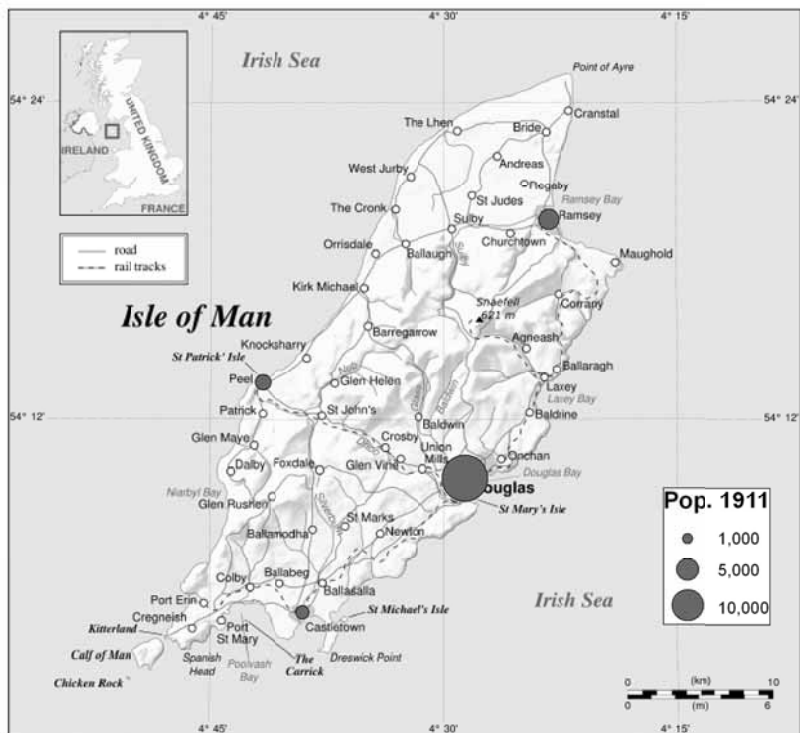 4° 45'
4° 30'
4° 15'
Irish Sea
Point of Ayre
54° 24'
54° 24'
UNITED KINGDOM
IRELAND
FRANCE
road
rail tracks
Cranstal
The Lhen
Bride
Andreas
West Jurby
Regaby
St Judes
Ramsey Bay
The Cronk
Ramsey
Sulby
Churchtown
Orrisdale
Ballaugh
Sulby
Maughold
Kirk Michael
Snaefell
621 m
Corrany
Isle of Man
Barregarrow
Agneash
Knocksharry
St Patrick' Isle
Ballaragh
Peel
Neb
Glen Helen
Laxey
Laxey Bay
Patrick
St John's
Baldwin
Baldrine
54° 12'
54° 12'
Glen Maye
Crosby
Baldwin
Union
Mills
Onchan
Dalby
Foxdale
Glen Vine
Douglas Bay
Niarbyl Bay
ouglas
Glen Rushen
St Mary's Isle
Silverburn
St Marks
Ballamodha
Newton
Pop. 1911
1,000
5,000
10,000
Colby
Ballabeg
Ballasalla
Port Erin
Irish Sea
Cregneish
St Michael's Isle
Kitterland
Port
St Mary
Castletown
Calf of Man
Spanish
Head
Poolvash
Bay
The
Carrick
Dreswick Point
Chicken Rock
0 (km) 10
0 (m) 6
4° 45'
4° 30'
4° 15'